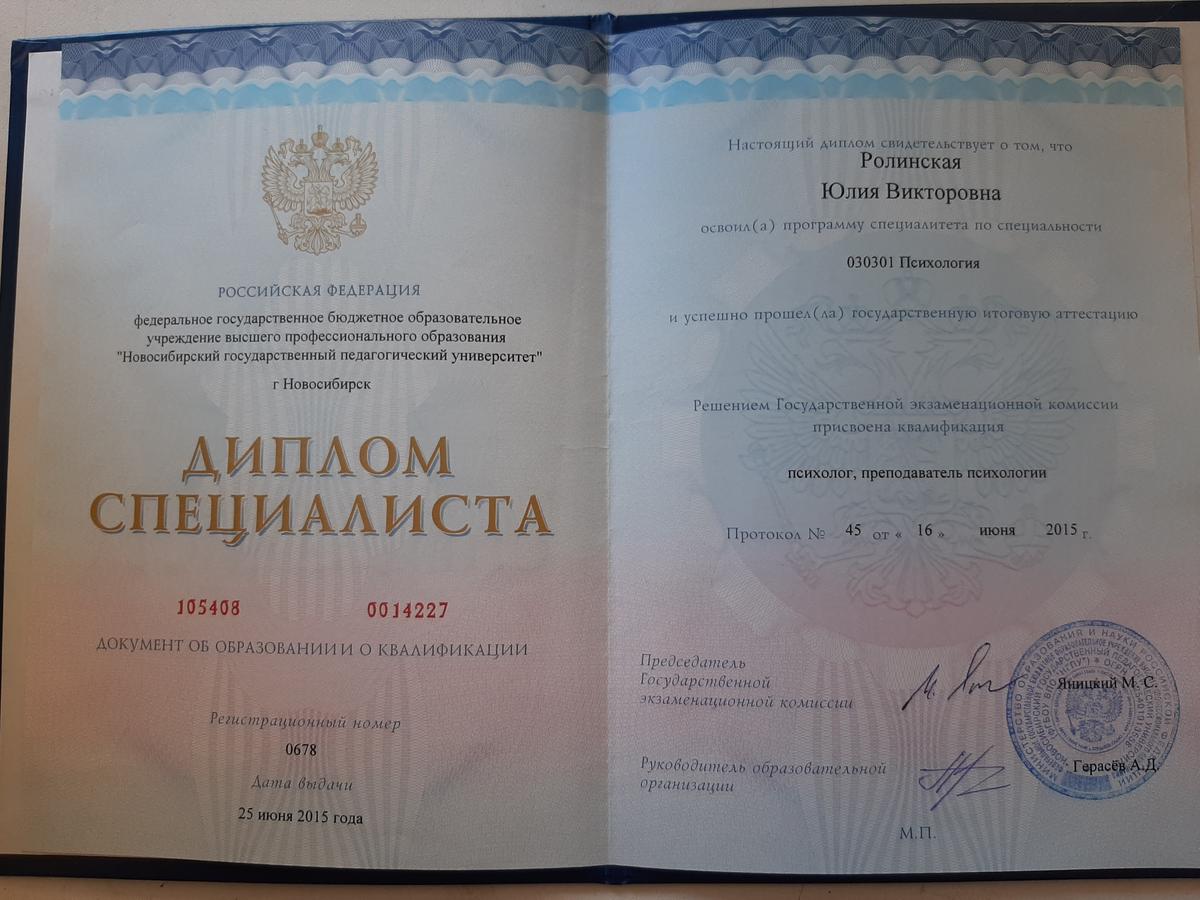 РОССИЙСКАЯ ФЕДЕРАЦИЯ
федеральное государственное бюджетное образовательное
учреждение высшего профессионального образования
"Новосибирский государственный педагогический университет"
г Новосибирск
ДИПЛОМ
СПЕЦИАЛИСТА
105408 0014227
ДОКУМЕНТ ОБ ОБРАЗОВАНИИ И О КВАЛИФИКАЦИИ
Регистрационный номер
0678
Дата выдачи
25 июня 2015 года
Настоящий диплом свидетельствует о том, что
Ролинская
Юлия Викторовна
освоил(а) программу специалитета по специальности
030301 Психология
и успешно прошел(ла) государственную итоговую аттестацию
Решением Государственной экзаменационной комиссии
присвоена квалификация
психолог, преподаватель психологии
Протокол № 45 от « 16 » июня 2015 г.
Председатель
Государственной
экзаменационной комиссии
Яницкий М. С.
Руководитель образовательной
организации
Герасёв А.Д.
М.П.
МИНИСТЕРСТВО ОБРАЗОВАНИЯ И НАУКИ РОССИЙСКОЙ